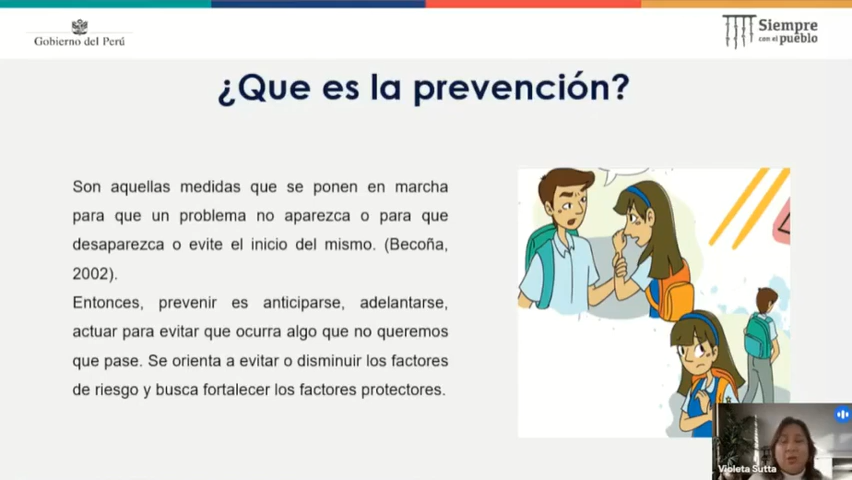 Gobierno del Perú
Siempre
con el pueblo
¿Que es la prevención?
Son aquellas medidas que se ponen en marcha
para que un problema no aparezca o para que
desaparezca o evite el inicio del mismo. (Becoña,
2002).
Entonces, prevenir es anticiparse, adelantarse,
actuar para evitar que ocurra algo que no queremos
que pase. Se orienta a evitar o disminuir los factores
de riesgo y busca fortalecer los factores protectores.
Violeta Sutta